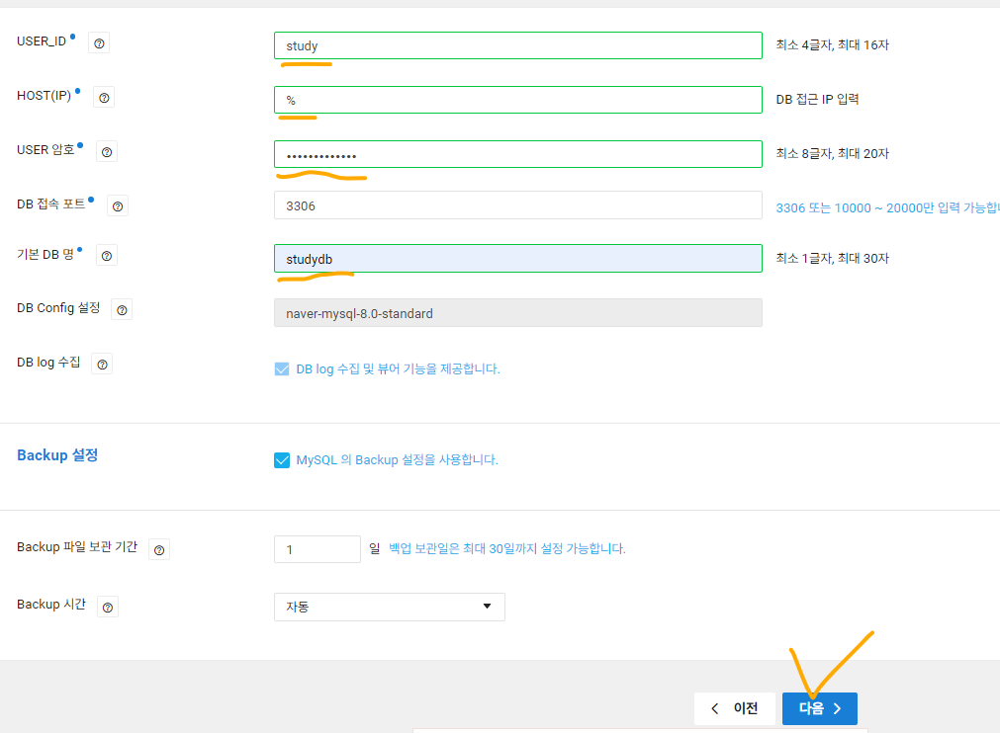 USER_ID study 최소 4글자, 최대 16자
HOST(IP) % DB 접근 IP 입력
USER 암호 ••••••••••••• 최소 8글자, 최대 20자
DB 접속 포트 3306 3306 또는 10000 ~ 20000만 입력 가능합니
기본 DB 명 studydb 최소 1글자, 최대 30자
DB Config 설정 naver-mysql-8.0-standard
DB log 수집 DB log 수집 및 뷰어 기능을 제공합니다.
Backup 설정 MySQL 의 Backup 설정을 사용합니다.
Backup 파일 보관 기간 1 일 백업 보관일은 최대 30일까지 설정 가능합니다.
Backup 시간 자동
이전 다음